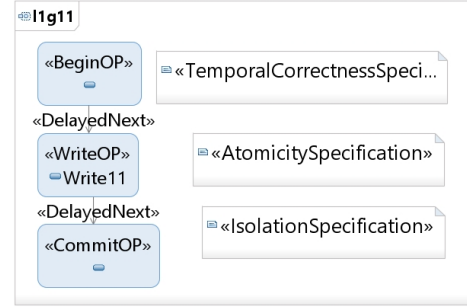 l1g11
«BeginOP»
«TemporalCorrectnessSpeci...
«DelayedNext»
«WriteOP»
Write11
«AtomicitySpecification»
«DelayedNext»
«CommitOP»
«IsolationSpecification»